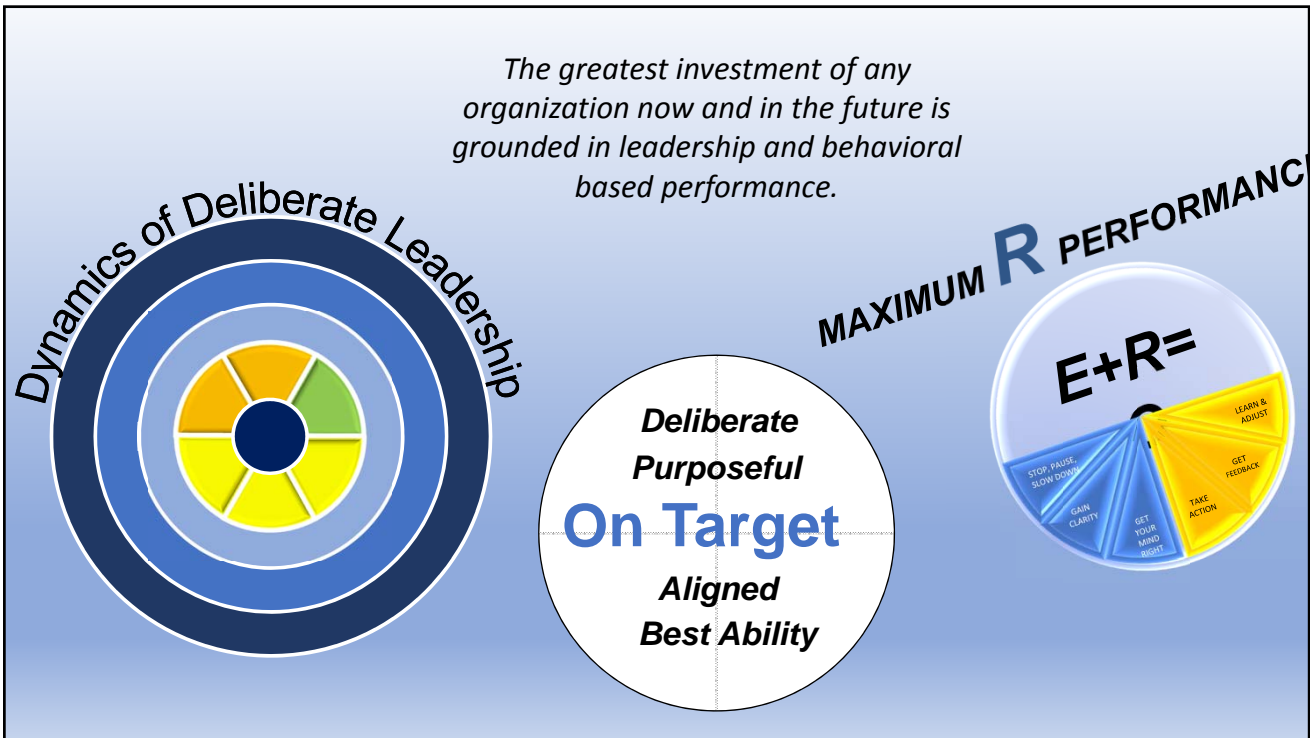 The greatest investment of any
organization now and in the future is
grounded in leadership and behavioral
based performance.
Dynamics of Deliberate Leadership
Deliberate
Purposeful
On Target
Aligned
Best Ability
MAXIMUM R PERFORMANCE
E+R=
STOP, PAUSE,
SLOW DOWN
GAIN
CLARITY
GET
YOUR
MIND
RIGHT
TAKE
ACTION
GET
FEEDBACK
LEARN &
ADJUST